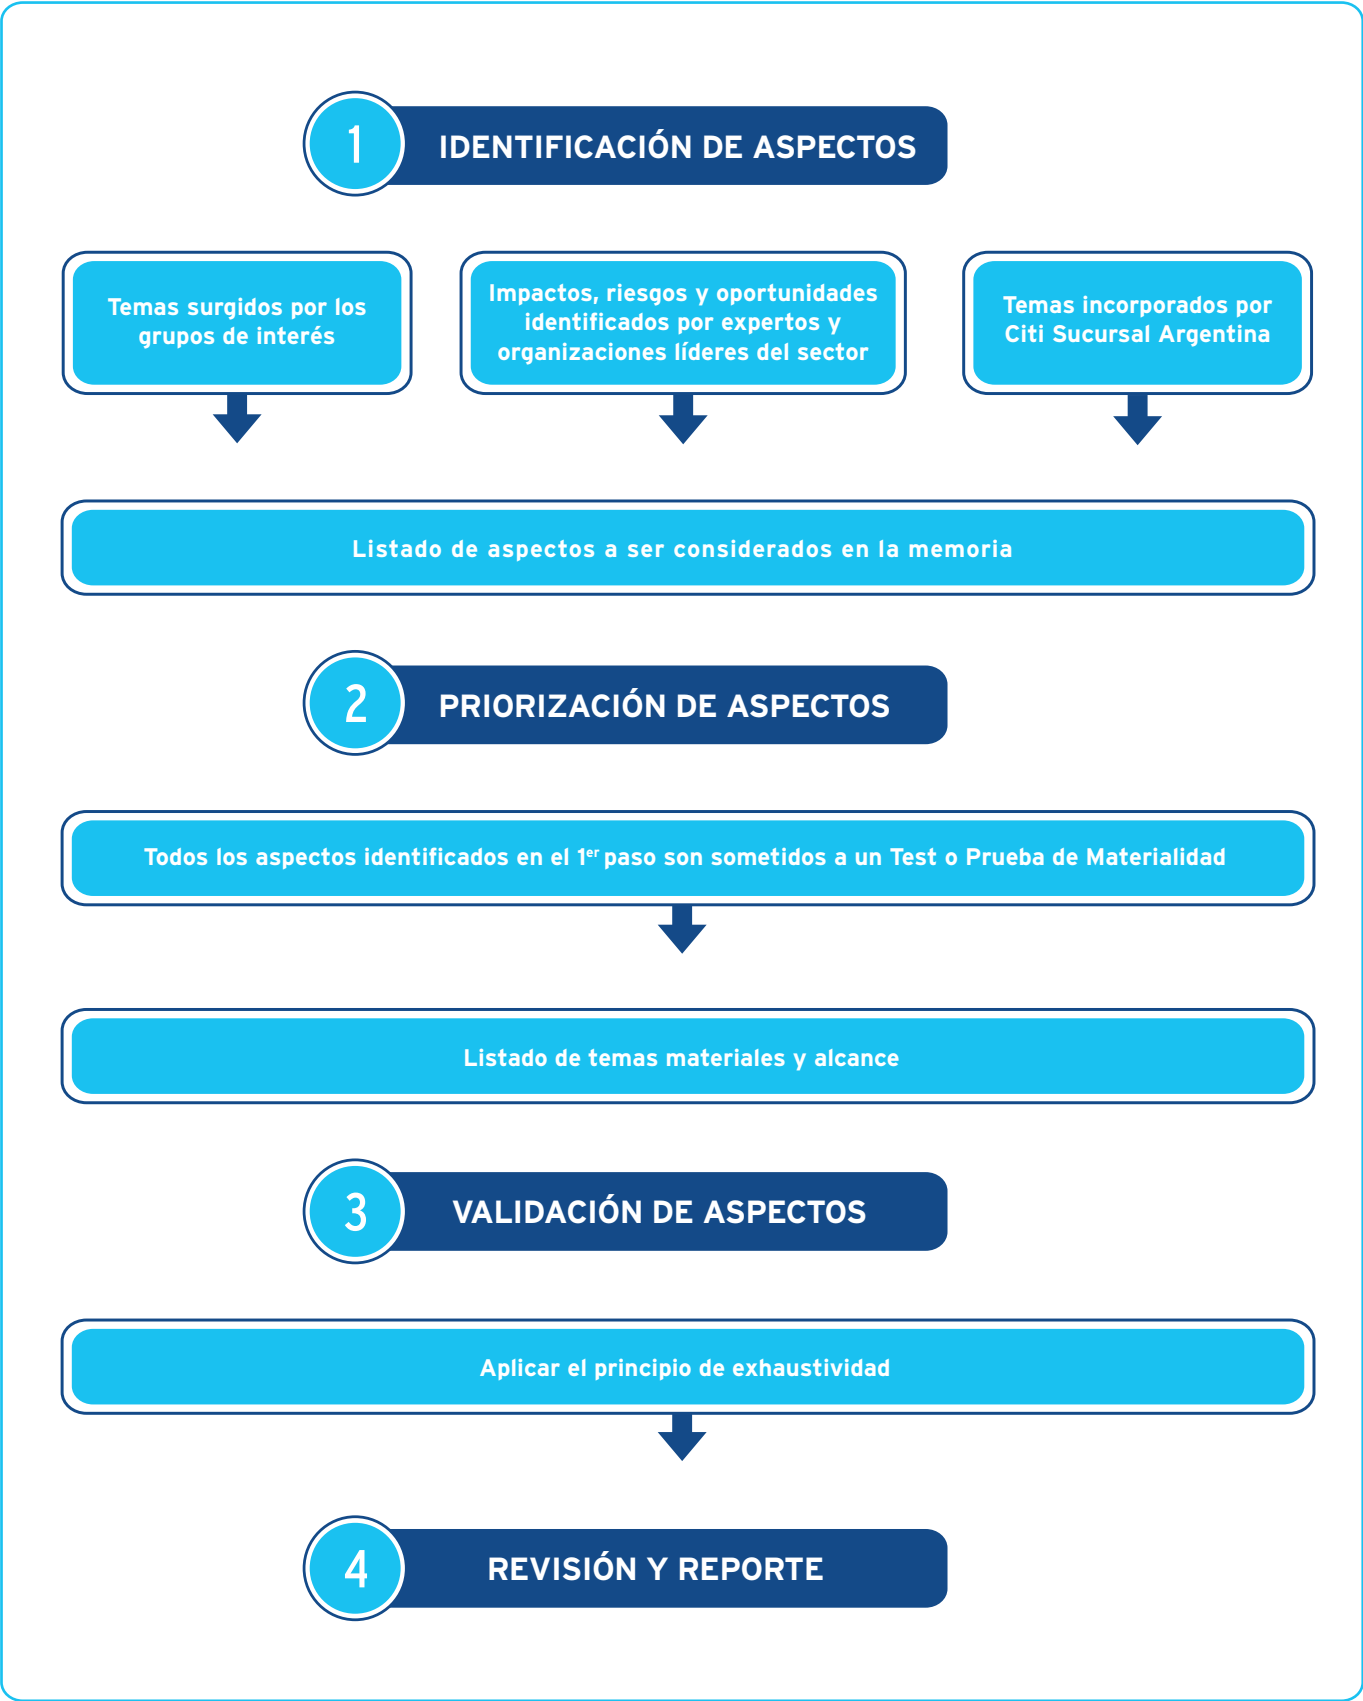 1
IDENTIFICACIÓN DE ASPECTOS
Temas surgidos por los
grupos de interés
Impactos, riesgos y oportunidades
identificados por expertos y
organizaciones líderes del sector
Temas incorporados por
Citi Sucursal Argentina
Listado de aspectos a ser considerados en la memoria
2
PRIORIZACIÓN DE ASPECTOS
Todos los aspectos identificados en el 1er paso son sometidos a un Test o Prueba de Materialidad
Listado de temas materiales y alcance
3
VALIDACIÓN DE ASPECTOS
Aplicar el principio de exhaustividad
4
REVISIÓN Y REPORTE